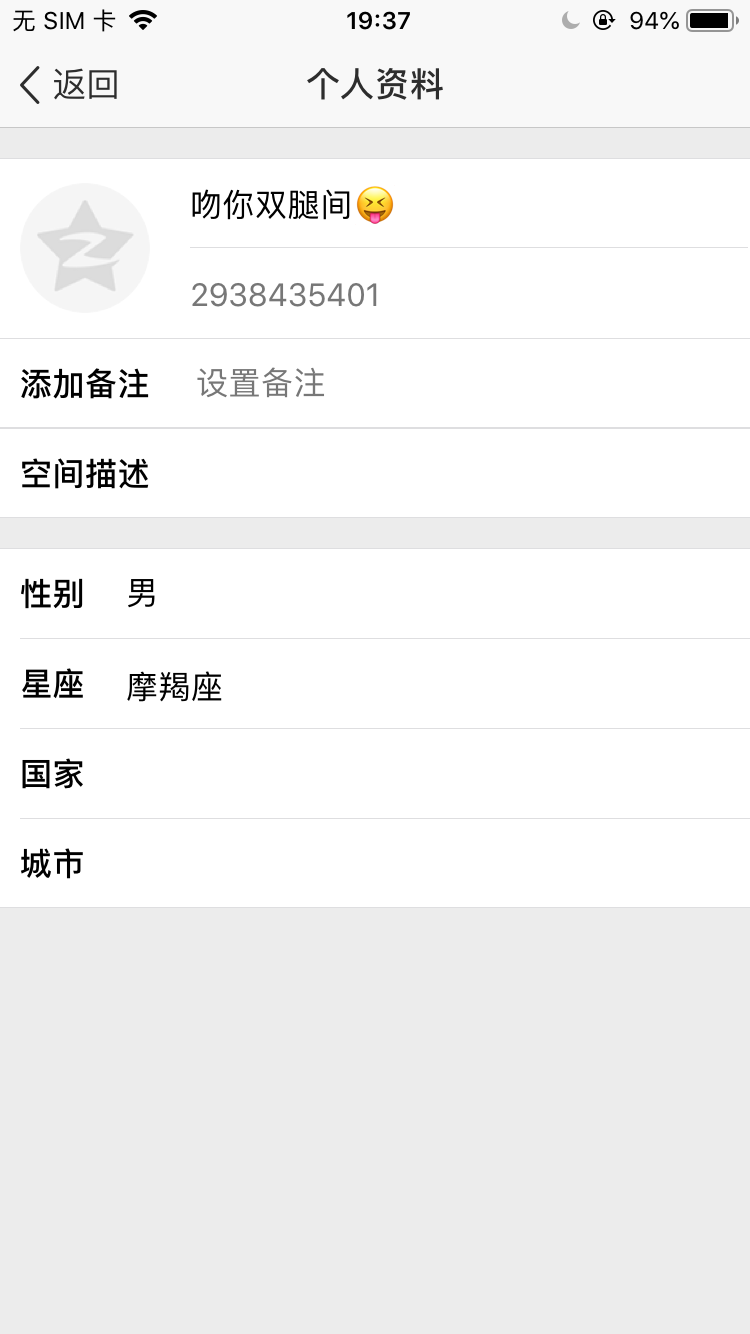 无 SIM 卡 19:37 94%
返回 个人资料
吻你双腿间😝
2938435401
添加备注 设置备注
空间描述
性别 男
星座 摩羯座
国家
城市